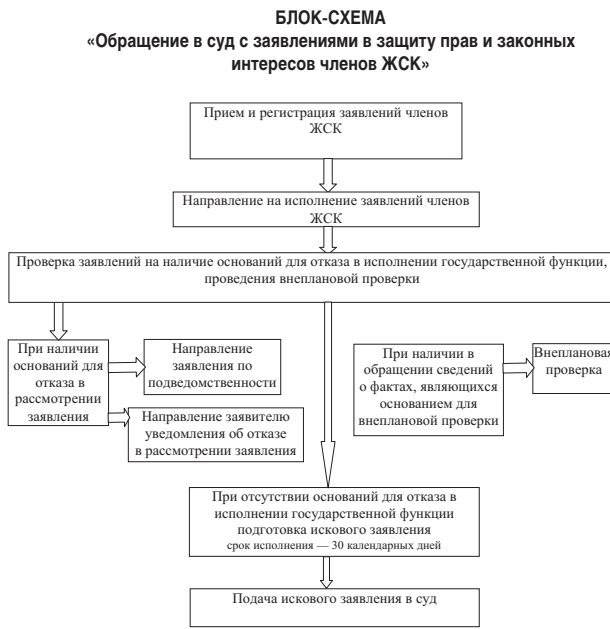 БЛОК-СХЕМА
«Обращение в суд с заявлениями в защиту прав и законных
интересов членов ЖСК»
Прием и регистрация заявлений членов
ЖСК
Направление на исполнение заявлений членов
ЖСК
Проверка заявлений на наличие оснований для отказа в исполнении государственной функции,
проведения внеплановой проверки
При наличии
оснований для
отказа в
рассмотрении
заявления
Направление
заявления по
подведомственности
Направление заявителю
уведомления об отказе
в рассмотрении заявления
При наличии в
обращении сведений
о фактах, являющихся
основанием для
внеплановой проверки
Внеплановая
проверка
При отсутствии оснований для отказа в
исполнении государственной функции
подготовка искового заявления
срок исполнения — 30 календарных дней
Подача искового заявления в суд